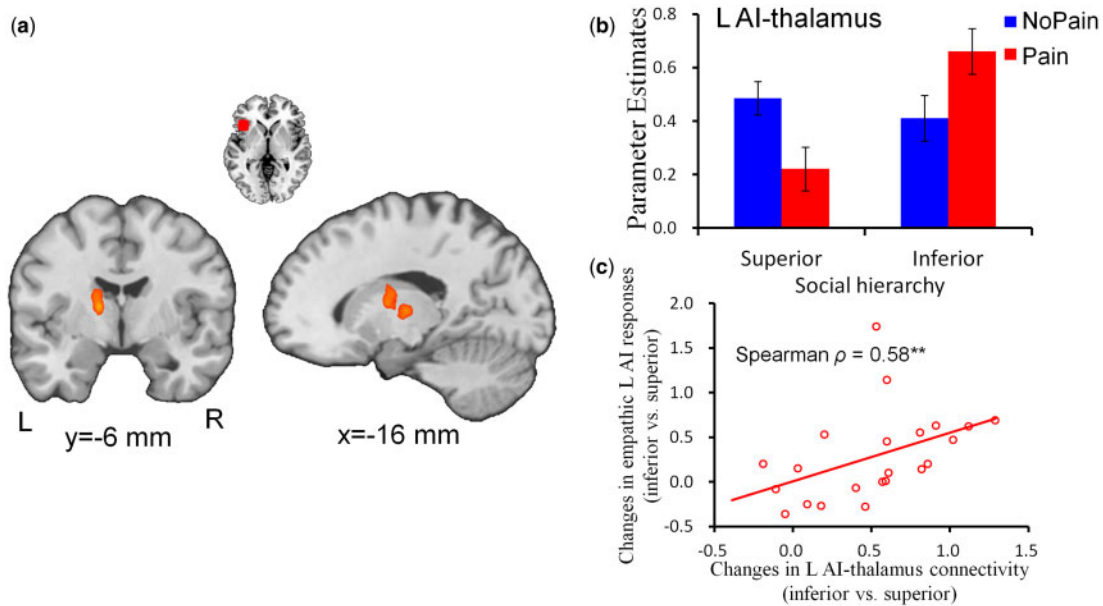 (a)
L
R
y=-6 mm
x=-16 mm
(b)
L AI-thalamus
NoPain
Pain
Parameter Estimates
0.8
0.6
0.4
0.2
0.0
Superior
Inferior
Social hierarchy
(c)
Changes in empathic L AI responses
(inferior vs. superior)
2.0
1.5
1.0
0.5
0.0
-0.5
Spearman ρ = 0.58**
-0.5
0.0
0.5
1.0
1.5
Changes in L AI-thalamus connectivity
(inferior vs. superior)